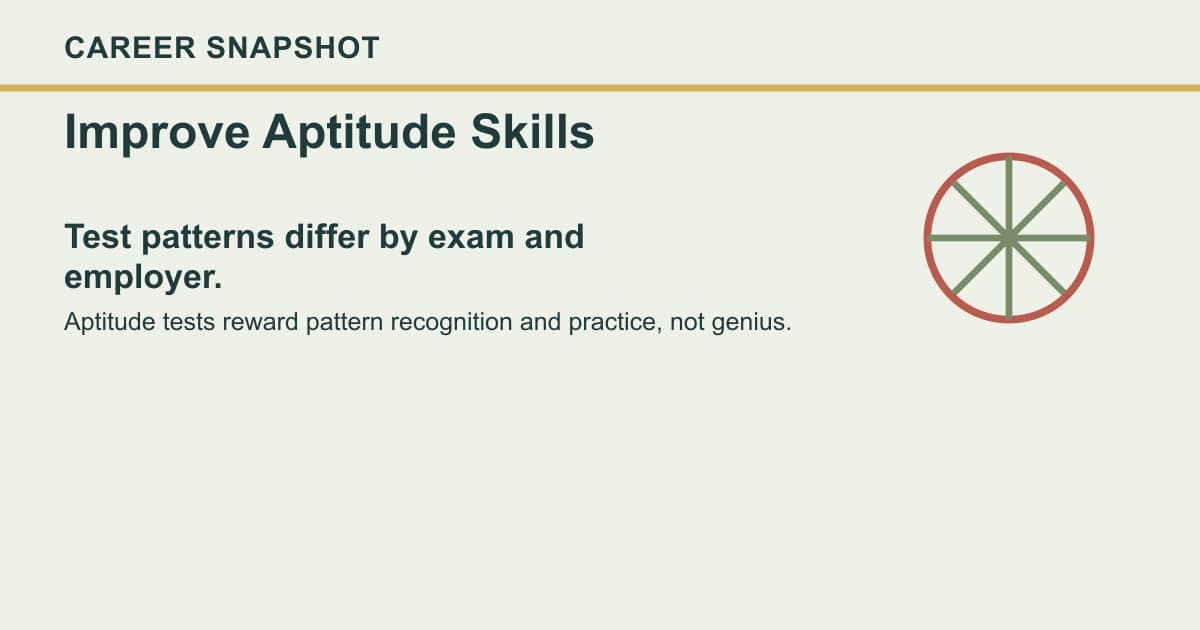 CAREER SNAPSHOT
Improve Aptitude Skills
Test patterns differ by exam and
employer.
Aptitude tests reward pattern recognition and practice, not genius.